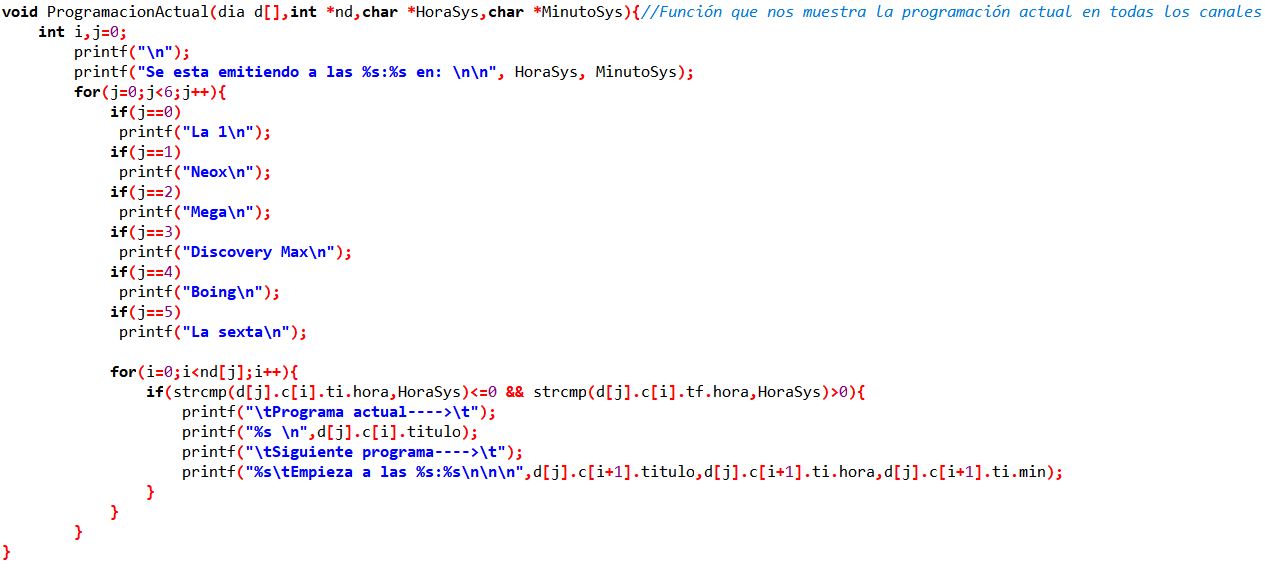 void ProgramacionActual(dia d[],int *nd,char *HoraSys,char *MinutoSys){//Función que nos muestra la programación actual en todas los canales
    int i,j=0;
        printf("\n");
        printf("Se esta emitiendo a las %s:%s en: \n\n", HoraSys, MinutoSys);
        for(j=0;j<6;j++){
            if(j==0)
             printf("La 1\n");
            if(j==1)
             printf("Neox\n");
            if(j==2)
             printf("Mega\n");
            if(j==3)
             printf("Discovery Max\n");
            if(j==4)
             printf("Boing\n");
            if(j==5)
             printf("La sexta\n");

            for(i=0;i<nd[j];i++){
                if(strcmp(d[j].c[i].ti.hora,HoraSys)<=0 && strcmp(d[j].c[i].tf.hora,HoraSys)>0){
                    printf("\tPrograma actual---->\t");
                    printf("%s \n",d[j].c[i].titulo);
                    printf("\tSiguiente programa---->\t");
                    printf("%s\tEmpieza a las %s:%s\n\n\n",d[j].c[i+1].titulo,d[j].c[i+1].ti.hora,d[j].c[i+1].ti.min);
                }
            }
        }
}